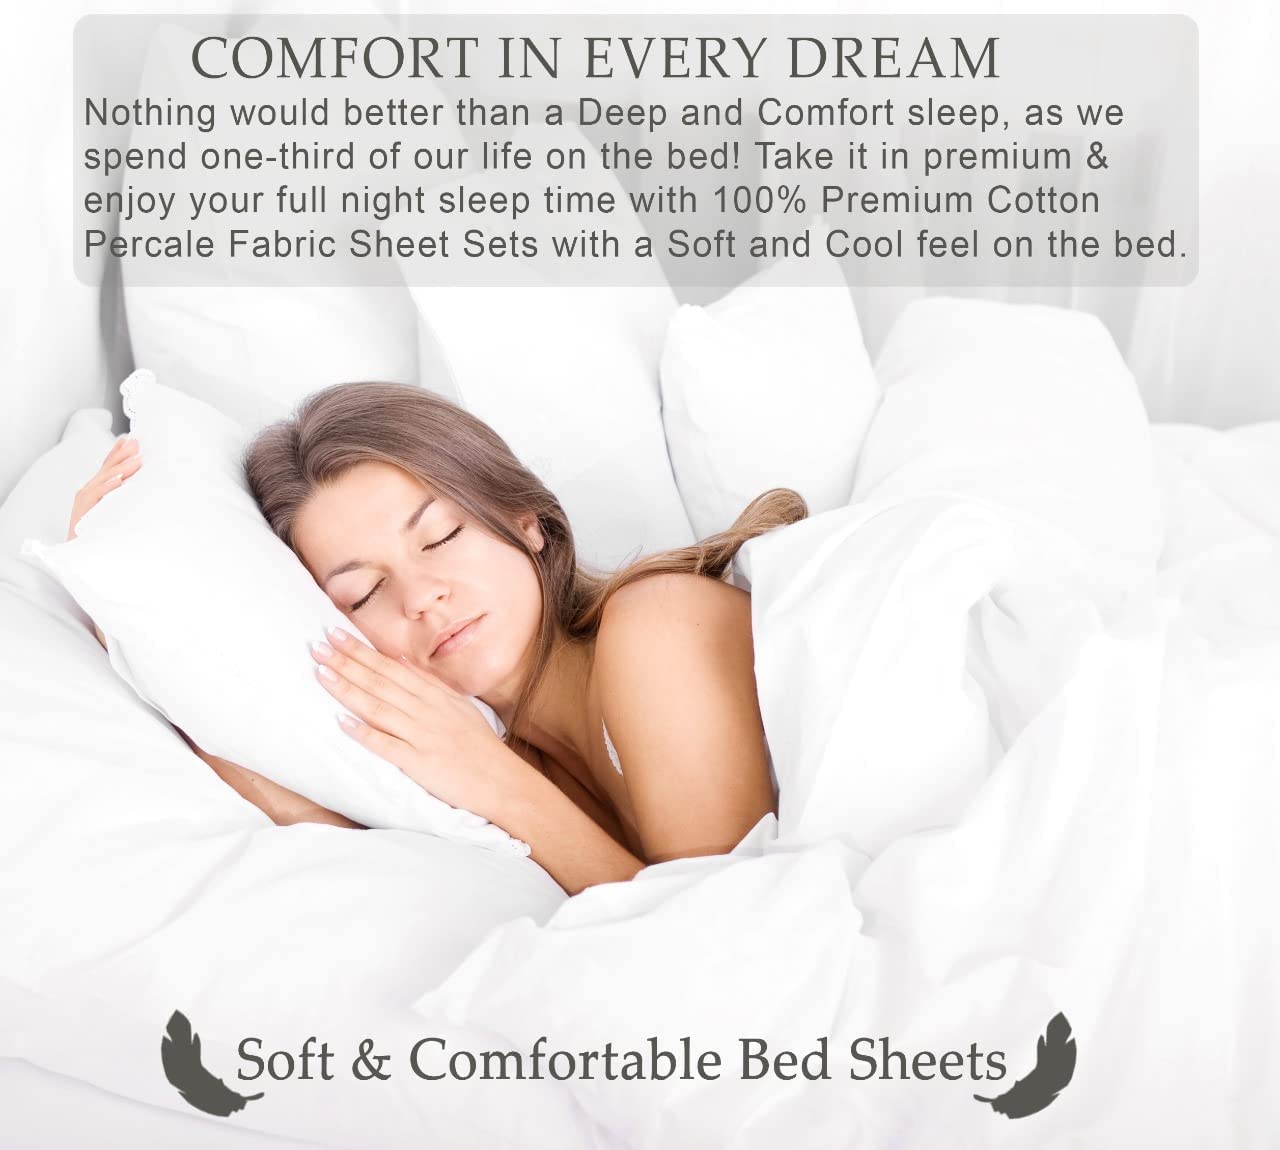 COMFORT IN EVERY DREAM
Nothing would better than a Deep and Comfort sleep, as we
spend one-third of our life on the bed! Take it in premium &
enjoy your full night sleep time with 100% Premium Cotton
Percale Fabric Sheet Sets with a Soft and Cool feel on the bed.
Soft & Comfortable Bed Sheets